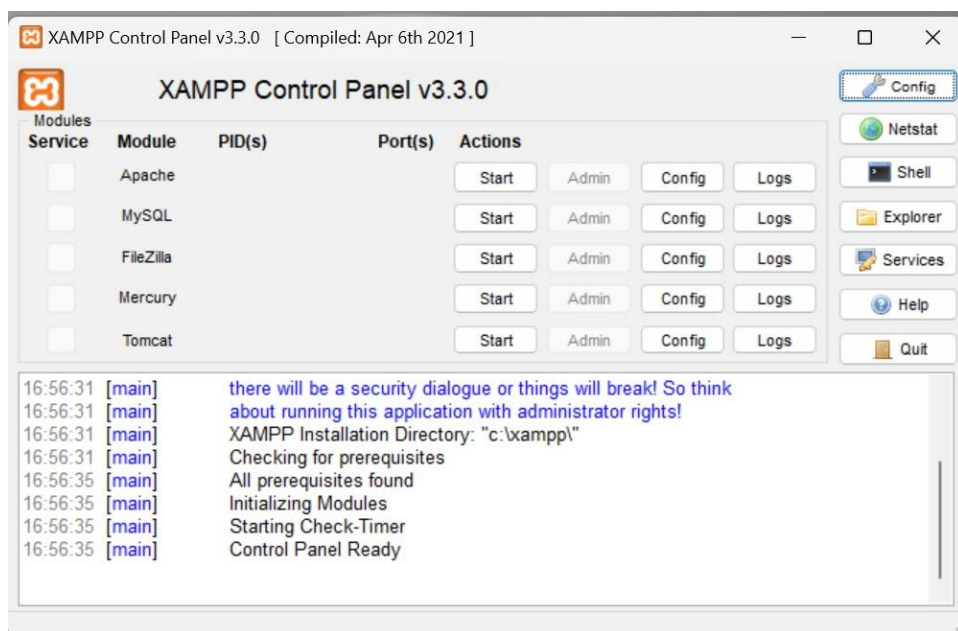 XAMPP Control Panel v3.3.0 [ Compiled: Apr 6th 2021 ]
XAMPP Control Panel v3.3.0
Config
Modules
Service Module PID(s) Port(s) Actions
Netstat
Apache Start Admin Config Logs
Shell
MySQL Start Admin Config Logs
Explorer
FileZilla Start Admin Config Logs
Services
Mercury Start Admin Config Logs
Help
Tomcat Start Admin Config Logs
Quit
16:56:31 [main] there will be a security dialogue or things will break! So think
16:56:31 [main] about running this application with administrator rights!
16:56:31 [main] XAMPP Installation Directory: "c:\xampp\"
16:56:31 [main] Checking for prerequisites
16:56:35 [main] All prerequisites found
16:56:35 [main] Initializing Modules
16:56:35 [main] Starting Check-Timer
16:56:35 [main] Control Panel Ready